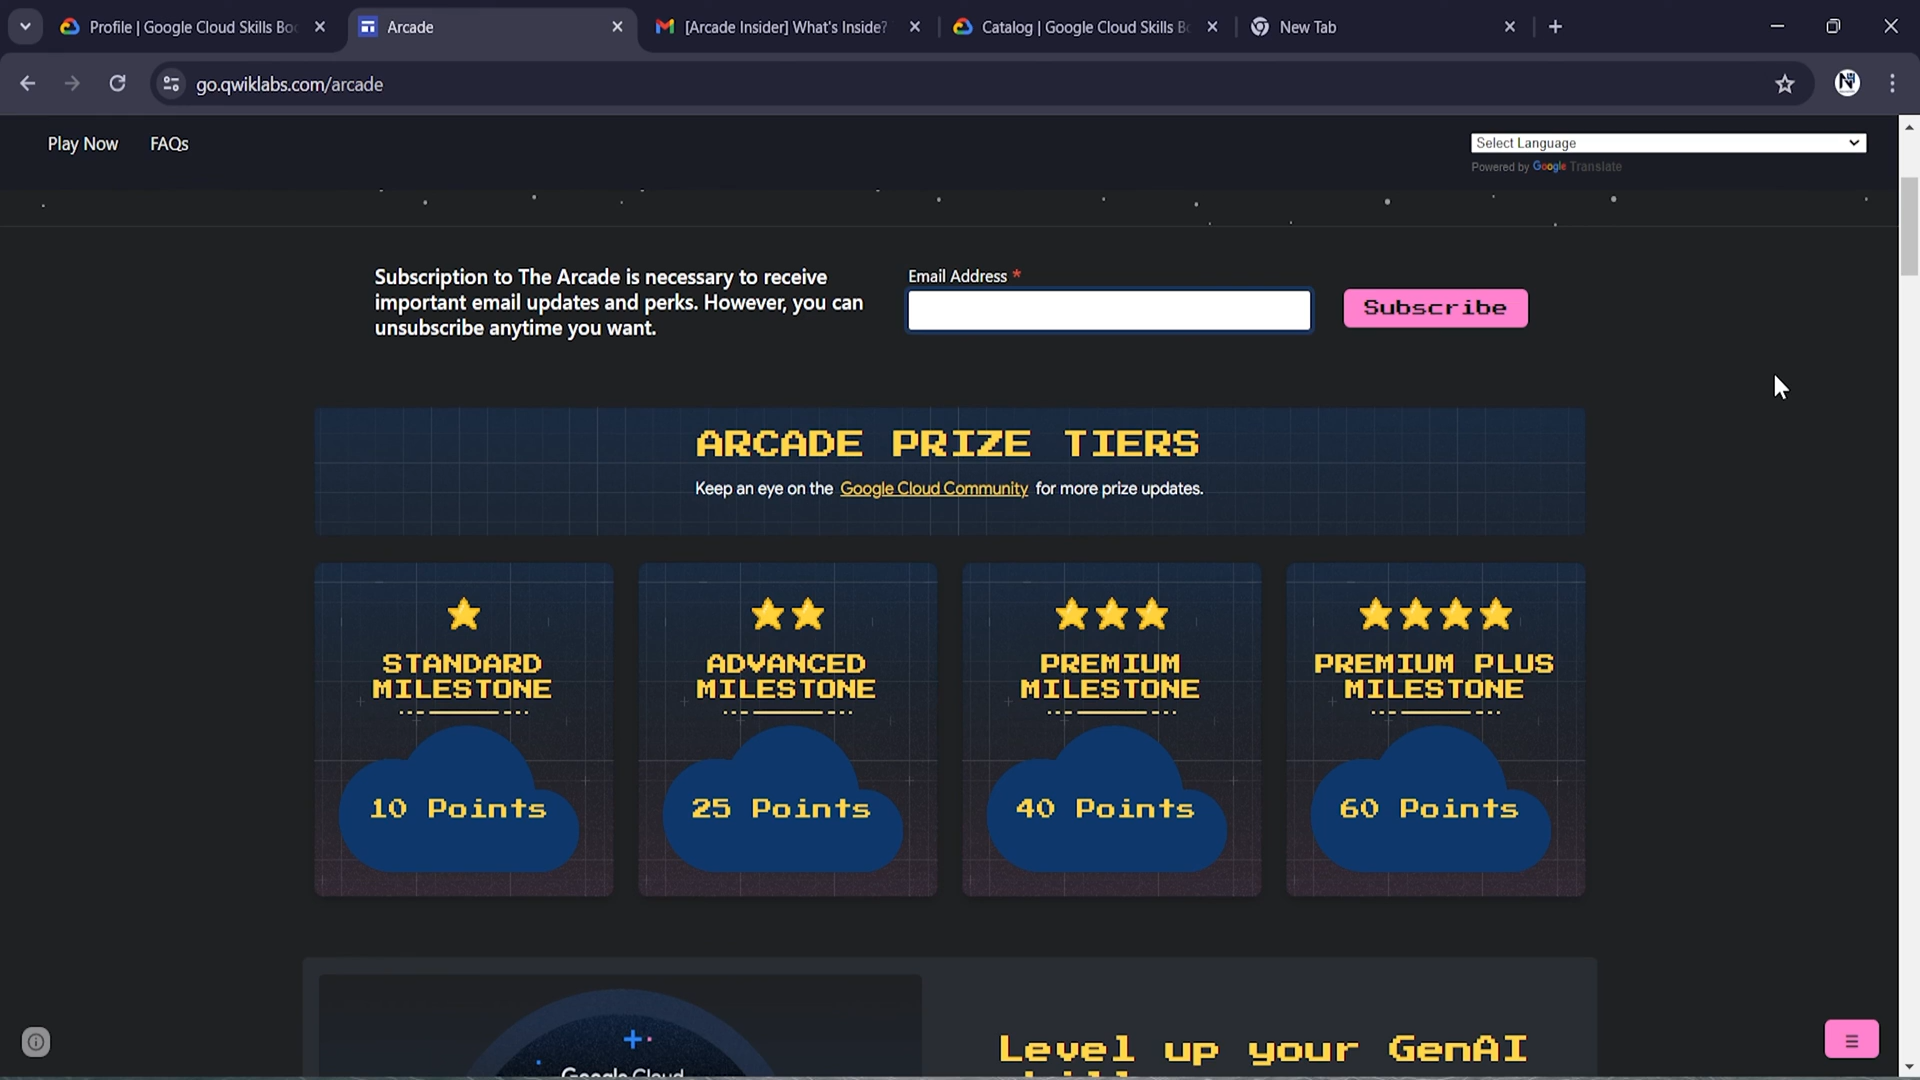 Profile | Google Cloud Skills Boo
Arcade
[Arcade Insider] What's Inside?
Catalog | Google Cloud Skills B
New Tab
go.qwiklabs.com/arcade
Play Now
FAQs
Select Language
Powered by Google Translate
Subscription to The Arcade is necessary to receive
important email updates and perks. However, you can
unsubscribe anytime you want.
Email Address *
Subscribe
ARCADE PRIZE TIERS
Keep an eye on the Google Cloud Community for more prize updates.
STANDARD
MILESTONE
10 Points
ADVANCED
MILESTONE
25 Points
PREMIUM
MILESTONE
40 Points
PREMIUM PLUS
MILESTONE
60 Points
Google Cloud
Level up your GenAI